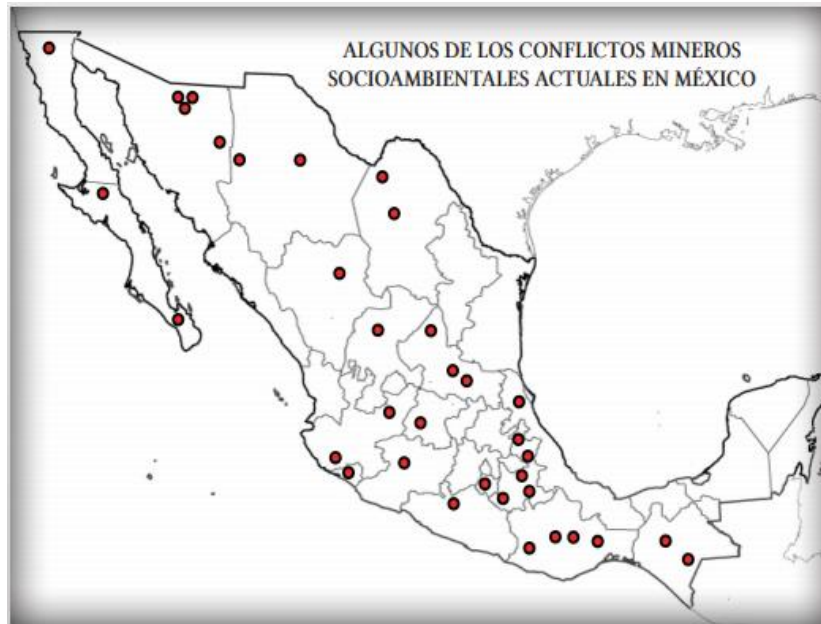 ALGUNOS DE LOS CONFLICTOS MINEROS
SOCIOAMBIENTALES ACTUALES EN MÉXICO